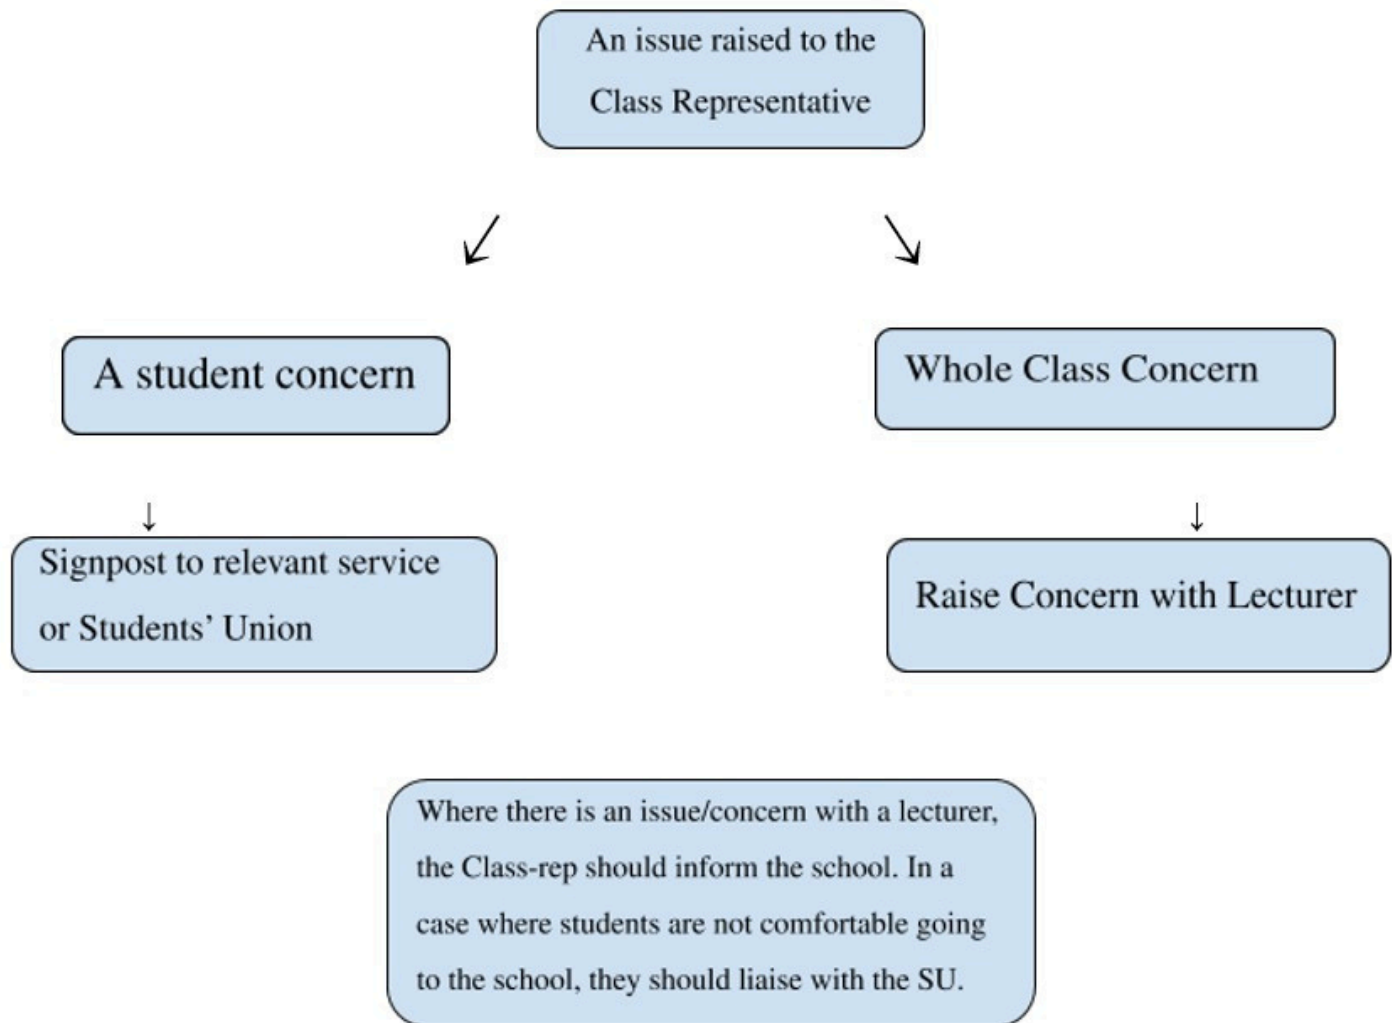 An issue raised to the
Class Representative
A student concern
Whole Class Concern
Signpost to relevant service
or Students’ Union
Raise Concern with Lecturer
Where there is an issue/concern with a lecturer,
the Class-rep should inform the school. In a
case where students are not comfortable going
to the school, they should liaise with the SU.